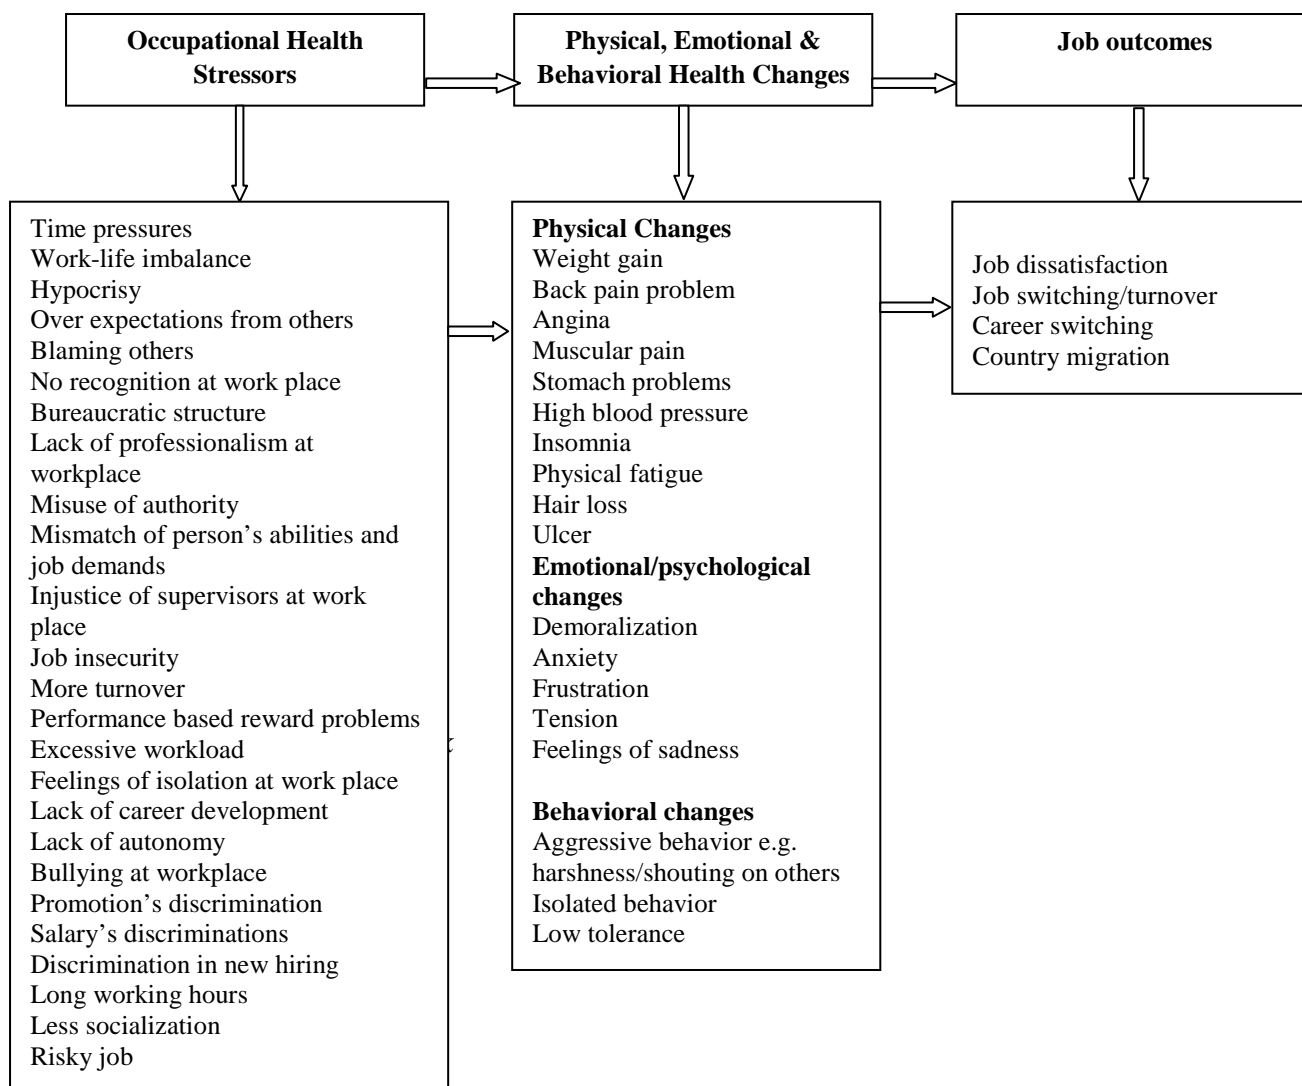 Occupational Health
Stressors
Physical, Emotional &
Behavioral Health Changes
Job outcomes
Time pressures
Work-life imbalance
Hypocrisy
Over expectations from others
Blaming others
No recognition at work place
Bureaucratic structure
Lack of professionalism at
workplace
Misuse of authority
Mismatch of person’s abilities and
job demands
Injustice of supervisors at work
place
Job insecurity
More turnover
Performance based reward problems
Excessive workload
Feelings of isolation at work place
Lack of career development
Lack of autonomy
Bullying at workplace
Promotion’s discrimination
Salary’s discriminations
Discrimination in new hiring
Long working hours
Less socialization
Risky job
Physical Changes
Weight gain
Back pain problem
Angina
Muscular pain
Stomach problems
High blood pressure
Insomnia
Physical fatigue
Hair loss
Ulcer
Emotional/psychological
changes
Demoralization
Anxiety
Frustration
Tension
Feelings of sadness
Behavioral changes
Aggressive behavior e.g.
harshness/shouting on others
Isolated behavior
Low tolerance
Job dissatisfaction
Job switching/turnover
Career switching
Country migration